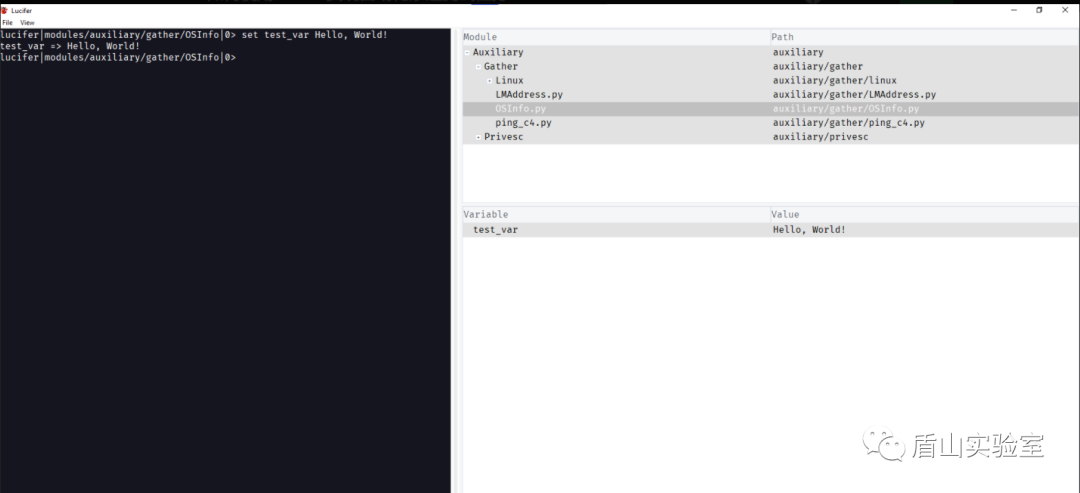 Lucifer
File View
lucifer|modules/auxiliary/gather/OSInfo|0> set test_var Hello, World!
test_var => Hello, World!
lucifer|modules/auxiliary/gather/OSInfo|0>
Module Path
Auxiliary auxiliary
Gather auxiliary/gather
Linux auxiliary/gather/linux
LMAddress.py auxiliary/gather/LMAddress.py
OSInfo.py auxiliary/gather/OSInfo.py
ping_c4.py auxiliary/gather/ping_c4.py
Privesc auxiliary/privesc
Variable Value
test_var Hello, World!
盾山实验室